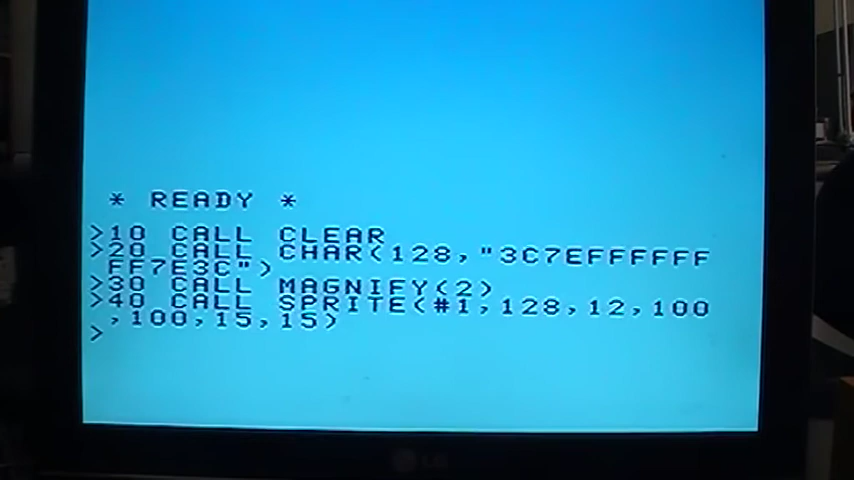 * READY *
>10 CALL CLEAR
>20 CALL CHAR(128,"3C7EFFFFFFF
FF7E3C")
>30 CALL MAGNIFY(2)
>40 CALL SPRITE(#1,128,12,100
,100,15,15)
>
LG